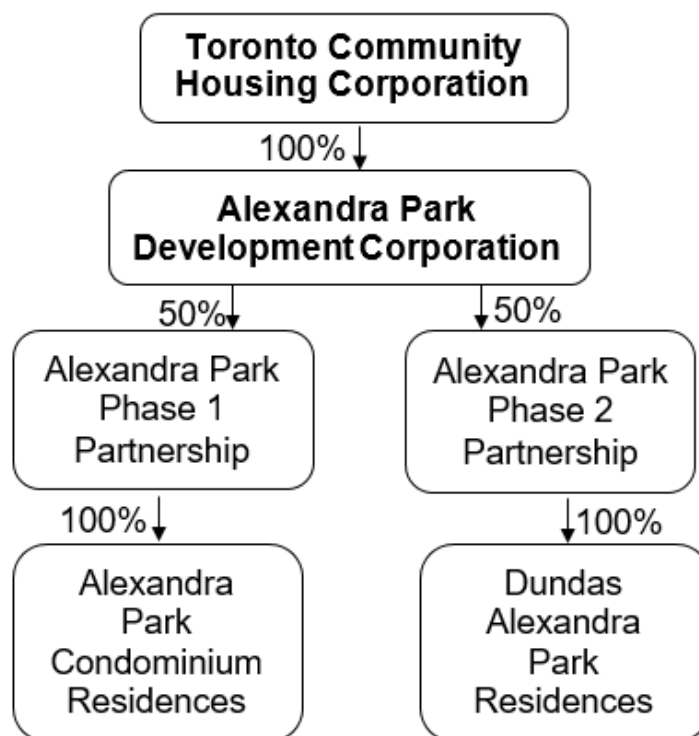 Toronto Community
Housing Corporation
100%
Alexandra Park
Development Corporation
50%
50%
Alexandra Park
Phase 1
Partnership
Alexandra Park
Phase 2
Partnership
100%
100%
Alexandra
Park
Condominium
Residences
Dundas
Alexandra
Park
Residences